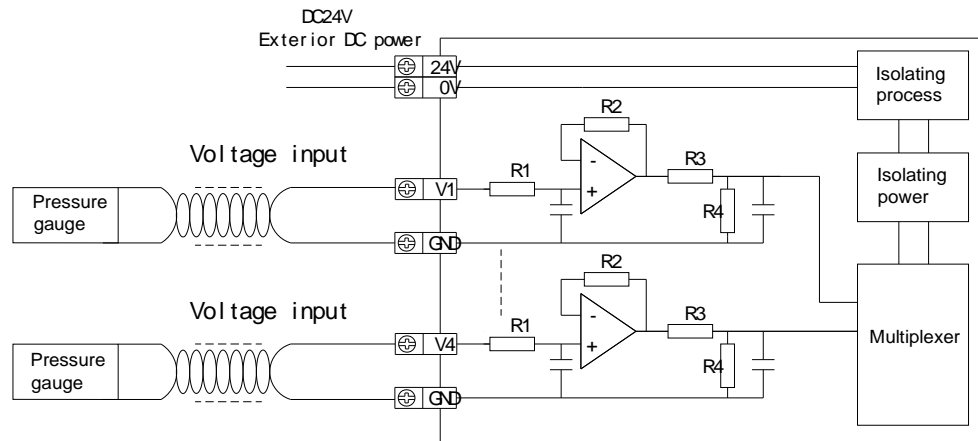 DC24V
Exterior DC power
24V
0V
Isolating
process
R2
Voltage input
R1
-
+
R3
R4
V1
Pressure
gauge
GND
Isolating
power
R2
Voltage input
R1
-
+
R3
R4
V4
Pressure
gauge
GND
Multiplexer